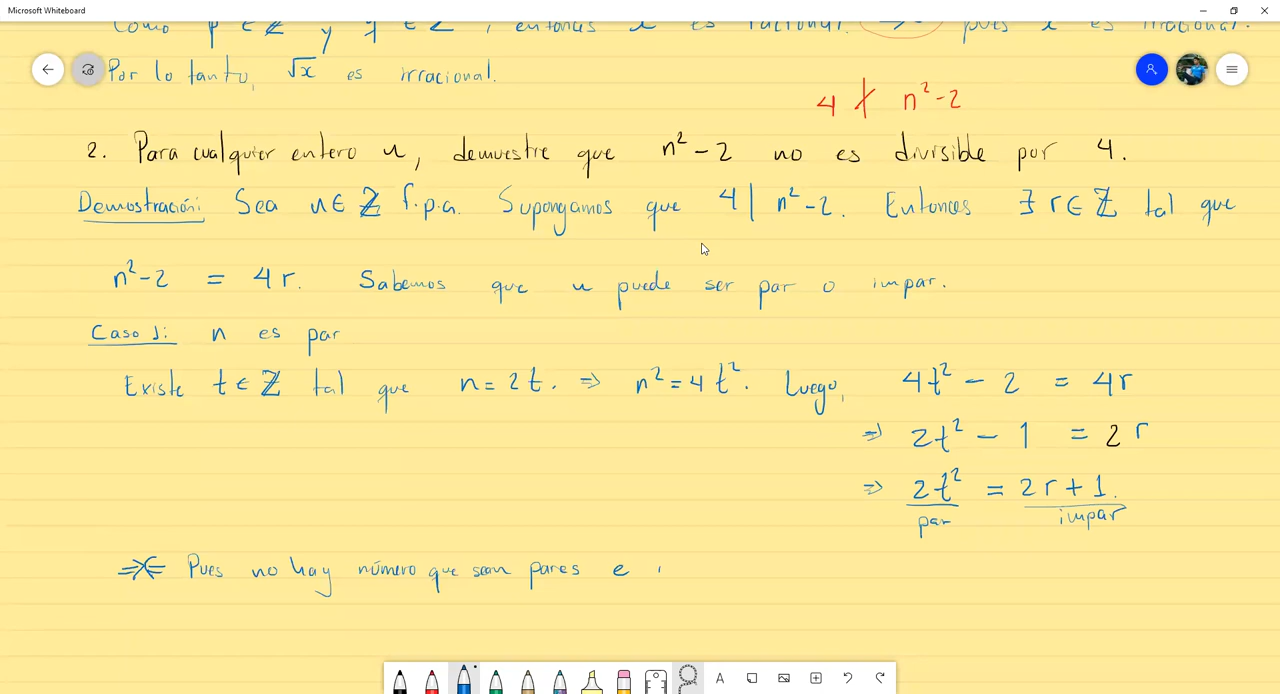 Microsoft Whiteboard
Como p ∈ ℤ y q ∈ ℤ, entonces x es racional. pues x es irracional.
Por lo tanto, √x es irracional.
4 ∤ n²-2
2. Para cualquier entero n, demuestre que n² - 2 no es divisible por 4.
Demostración: Sea n ∈ ℤ f.p.a. Supongamos que 4 | n²-2. Entonces ∃ r ∈ ℤ tal que
n²-2 = 4r. Sabemos que n puede ser par o impar.
Caso 1: n es par
Existe t ∈ ℤ tal que n = 2t. ⇒ n² = 4t². Luego, 4t² - 2 = 4r
⇒ 2t² - 1 = 2r
⇒ 2t² = 2r + 1.
par impar
⇒⇐ Pues no hay número que sean pares e
A